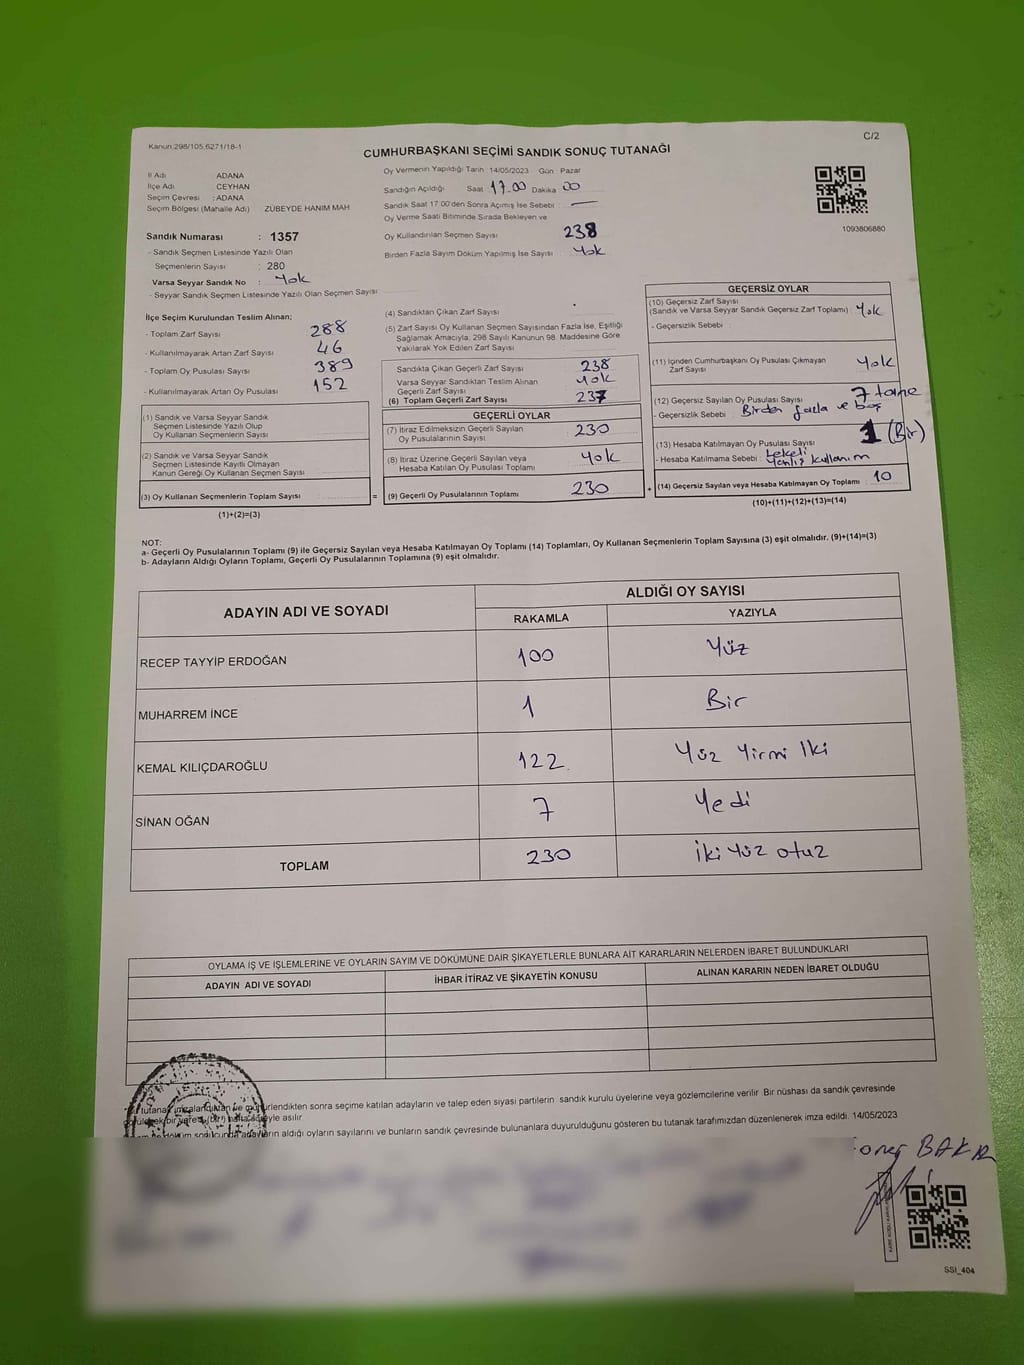 Kanun:298/105,6271/18-1
C/2
CUMHURBAŞKANI SEÇİMİ SANDIK SONUÇ TUTANAĞI
İl Adı ADANA
İlçe Adı CEYHAN
Seçim Çevresi : ADANA
Seçim Bölgesi (Mahalle Adı) : ZÜBEYDE HANIM MAH
Sandık Numarası : 1357
- Sandık Seçmen Listesinde Yazılı Olan
Seçmenlerin Sayısı : 280
Varsa Seyyar Sandık No : Yok
- Seyyar Sandık Seçmen Listesinde Yazılı Olan Seçmen Sayısı
Oy Vermenin Yapıldığı Tarih 14/05/2023 Gün : Pazar
Sandığın Açıldığı Saat 17.00 Dakika 00
Sandık Saat 17:00'den Sonra Açılmış İse Sebebi : —
Oy Verme Saati Bitiminde Sırada Bekleyen ve
Oy Kullandırılan Seçmen Sayısı 238
Birden Fazla Sayım Döküm Yapılmış İse Sayısı Yok
1093806880
İlçe Seçim Kurulundan Teslim Alınan;
- Toplam Zarf Sayısı 288
- Kullanılmayarak Artan Zarf Sayısı 46
- Toplam Oy Pusulası Sayısı 389
- Kullanılmayarak Artan Oy Pusulası 152
(1) Sandık ve Varsa Seyyar Sandık
Seçmen Listesinde Yazılı Olup
Oy Kullanan Seçmenlerin Sayısı
(2) Sandık ve Varsa Seyyar Sandık
Seçmen Listesinde Kayıtlı Olmayan
Kanun Gereği Oy Kullanan Seçmen Sayısı
(3) Oy Kullanan Seçmenlerin Toplam Sayısı =
(1)+(2)=(3)
(4) Sandıktan Çıkan Zarf Sayısı
(5) Zarf Sayısı Oy Kullanan Seçmen Sayısından Fazla İse, Eşitliği
Sağlamak Amacıyla; 298 Sayılı Kanunun 98. Maddesine Göre
Yakılarak Yok Edilen Zarf Sayısı
Sandıkta Çıkan Geçerli Zarf Sayısı 238
Varsa Seyyar Sandıktan Teslim Alınan
Geçerli Zarf Sayısı Yok
(6) Toplam Geçerli Zarf Sayısı 237
GEÇERLİ OYLAR
(7) İtiraz Edilmeksizin Geçerli Sayılan
Oy Pusulalarının Sayısı 230
(8) İtiraz Üzerine Geçerli Sayılan veya
Hesaba Katılan Oy Pusulası Toplamı Yok
(9) Geçerli Oy Pusulalarının Toplamı 230 +
GEÇERSİZ OYLAR
(10) Geçersiz Zarf Sayısı
(Sandık ve Varsa Seyyar Sandık Geçersiz Zarf Toplamı) : Yok
- Geçersizlik Sebebi :
(11) İçinden Cumhurbaşkanı Oy Pusulası Çıkmayan
Zarf Sayısı Yok
(12) Geçersiz Sayılan Oy Pusulası Sayısı 7 tane
- Geçersizlik Sebebi : Birden fazla ve boş
(13) Hesaba Katılmayan Oy Pusulası Sayısı 1 (Bir)
- Hesaba Katılmama Sebebi : Lekeli
Yanlış kullanım
(14) Geçersiz Sayılan veya Hesaba Katılmayan Oy Toplamı : 10
(10)+(11)+(12)+(13)=(14)
NOT:
a- Geçerli Oy Pusulalarının Toplamı (9) ile Geçersiz Sayılan veya Hesaba Katılmayan Oy Toplamı (14) Toplamları, Oy Kullanan Seçmenlerin Toplam Sayısına (3) eşit olmalıdır. (9)+(14)=(3)
b- Adayların Aldığı Oyların Toplamı, Geçerli Oy Pusulalarının Toplamına (9) eşit olmalıdır.
ADAYIN ADI VE SOYADI ALDIĞI OY SAYISI
RAKAMLA YAZIYLA
RECEP TAYYİP ERDOĞAN 100 Yüz
MUHARREM İNCE 1 Bir
KEMAL KILIÇDAROĞLU 122 Yüz Yirmi İki
SİNAN OĞAN 7 Yedi
TOPLAM 230 İki Yüz otuz
OYLAMA İŞ VE İŞLEMLERİNE VE OYLARIN SAYIM VE DÖKÜMÜNE DAİR ŞİKAYETLERLE BUNLARA AİT KARARLARIN NELERDEN İBARET BULUNDUKLARI
ADAYIN ADI VE SOYADI İHBAR İTİRAZ VE ŞİKAYETİN KONUSU ALINAN KARARIN NEDEN İBARET OLDUĞU
tutanak imzalandıktan ve mühürlendikten sonra seçime katılan adayların ve talep eden siyasi partilerin sandık kurulu üyelerine veya gözlemcilerine verilir. Bir nüshası da sandık çevresinde
asılır.
adayların aldığı oyların sayılarını ve bunların sandık çevresinde bulunanlara duyurulduğunu gösteren bu tutanak tarafımızdan düzenlenerek imza edildi. 14/05/2023
BAKIR
SSI_404